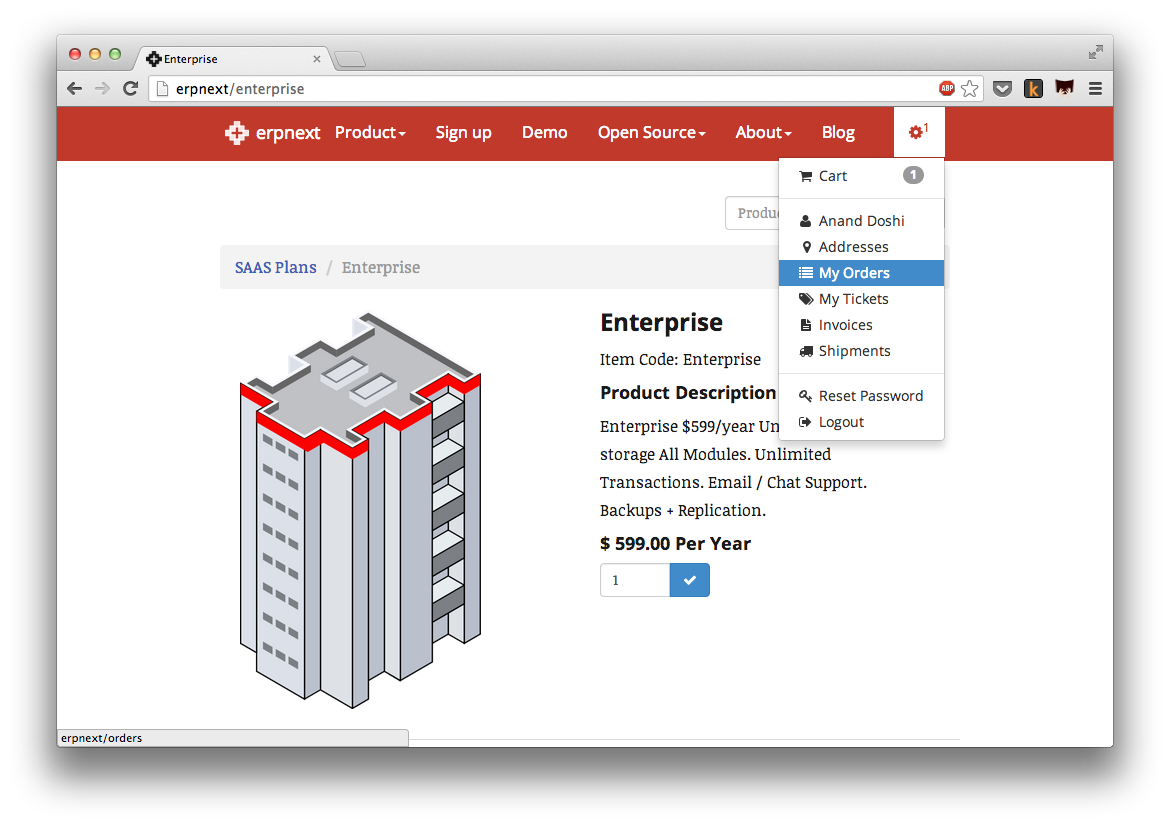 Enterprise
erpnext/enterprise
ABP
k
erpnext Product Sign up Demo Open Source About Blog 1
Cart 1
Anand Doshi
Addresses
My Orders
My Tickets
Invoices
Shipments
Reset Password
Logout
SAAS Plans / Enterprise
Enterprise
Item Code: Enterprise
Product Description
Enterprise $599/year
storage All Modules. Unlimited
Transactions. Email / Chat Support.
Backups + Replication.
$ 599.00 Per Year
1
erpnext/orders